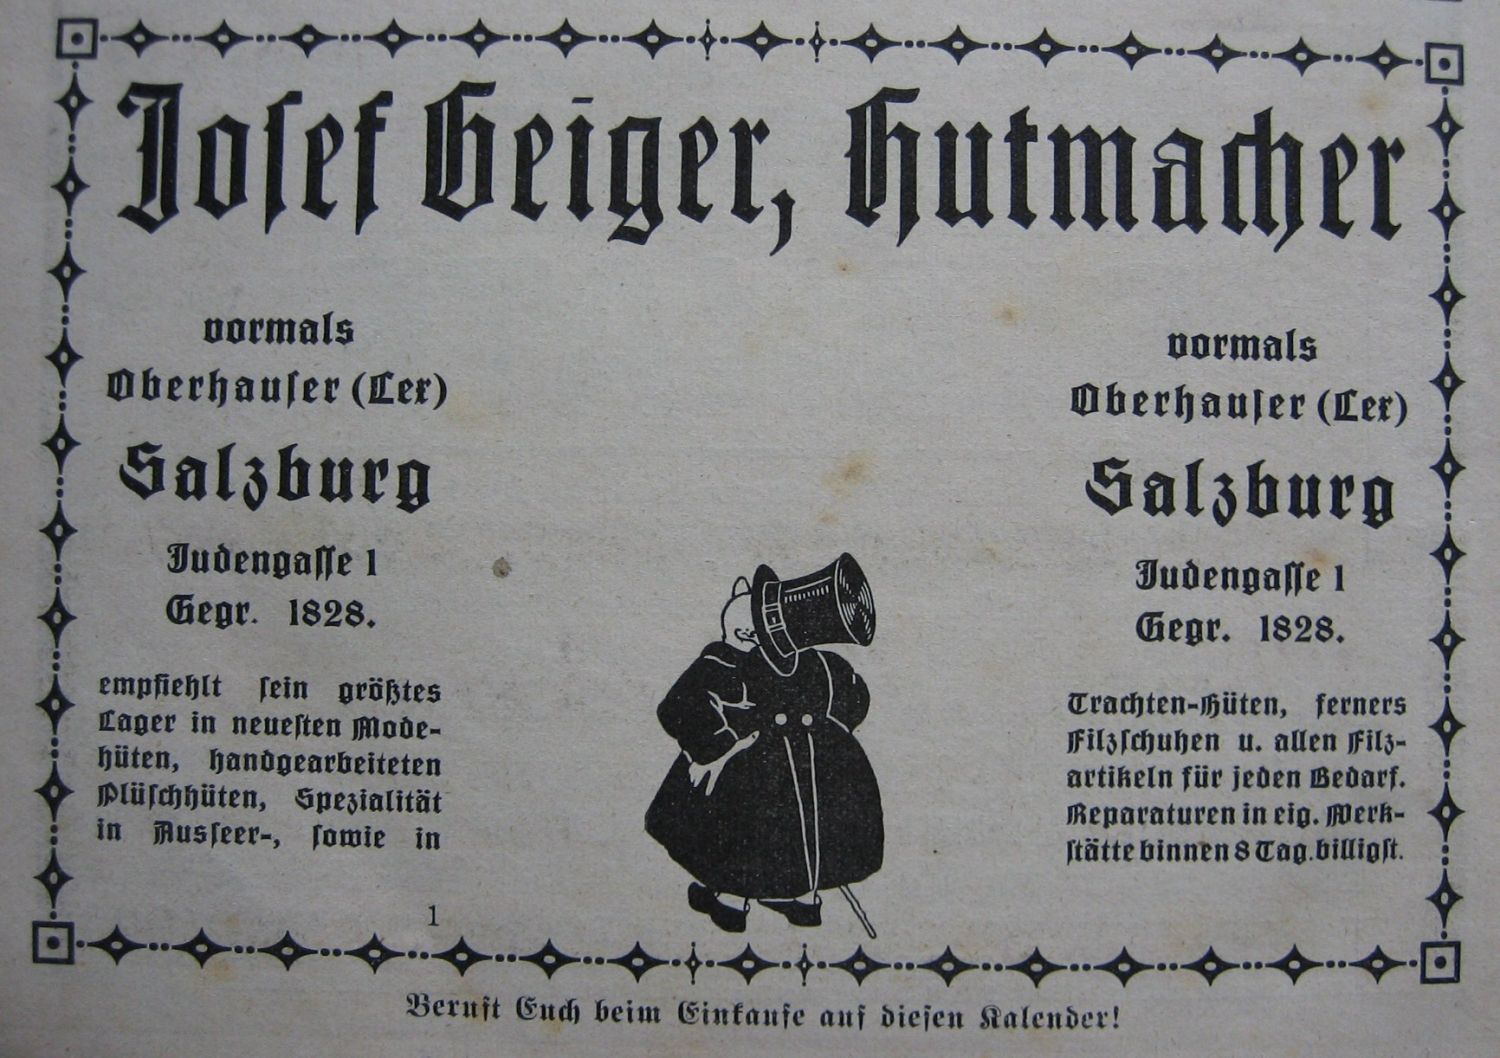 Josef Geiger, Hutmacher
vormals
Oberhauser (Lex)
Salzburg
Judengasse 1
Gegr. 1828.
empfiehlt sein größtes
Lager in neuesten Mode-
hüten, handgearbeiteten
Plüschhüten, Spezialität
in Ausseer-, sowie in
1
vormals
Oberhauser (Lex)
Salzburg
Judengasse 1
Gegr. 1828.
Trachten-Hüten, ferners
Filzschuhen u. allen Filz-
artikeln für jeden Bedarf.
Reparaturen in eig. Werk-
stätte binnen 8 Tag. billigst.
Beruft Euch beim Einkaufe auf diesen Kalender!